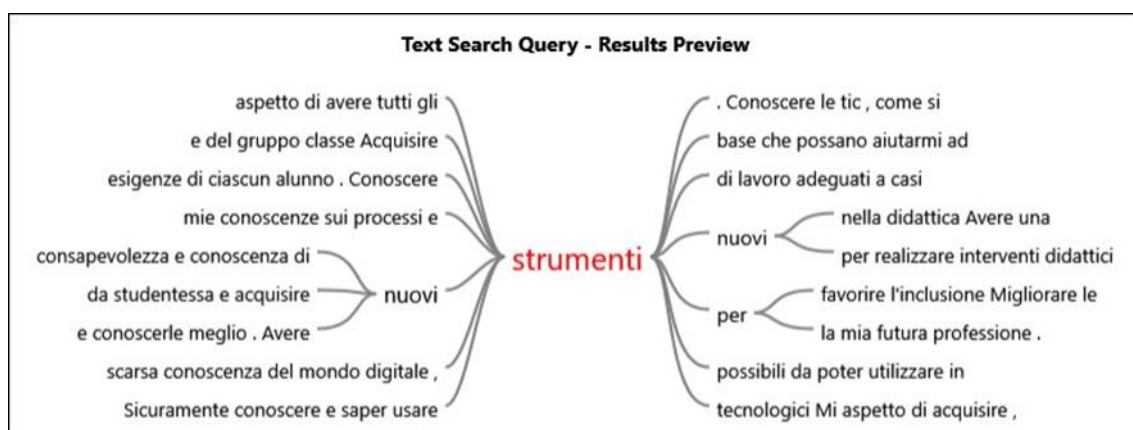 Text Search Query - Results Preview
aspetto di avere tutti gli
e del gruppo classe Acquisire
esigenze di ciascun alunno . Conoscere
mie conoscenze sui processi e
consapevolezza e conoscenza di
da studentessa e acquisire
e conoscerle meglio . Avere
nuovi
scarsa conoscenza del mondo digitale ,
Sicuramente conoscere e saper usare
strumenti
. Conoscere le tic , come si
base che possano aiutarmi ad
di lavoro adeguati a casi
nuovi
nella didattica Avere una
per realizzare interventi didattici
per
favorire l'inclusione Migliorare le
la mia futura professione .
possibili da poter utilizzare in
tecnologici Mi aspetto di acquisire ,